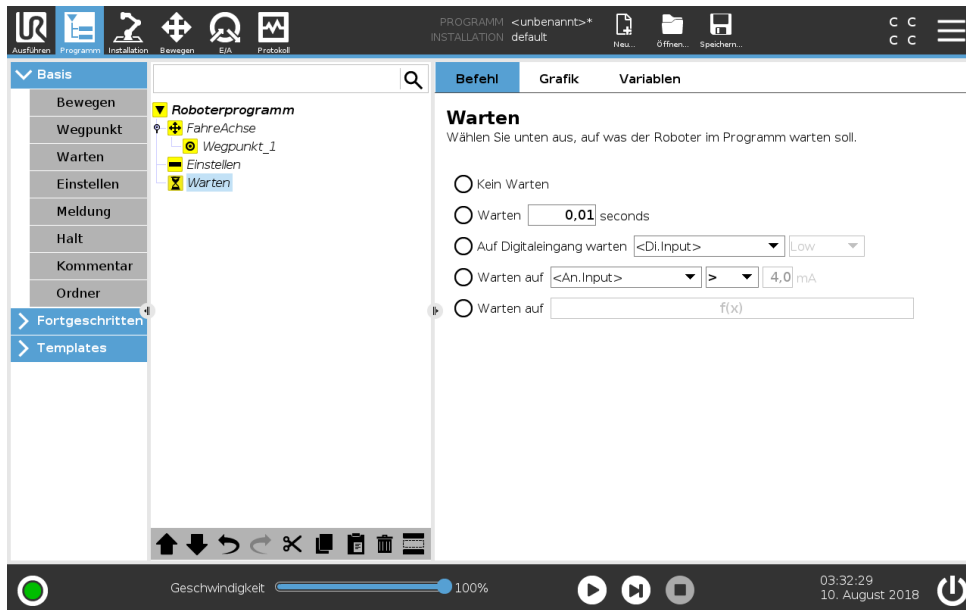 UR
PROGRAMM <unbenannt>*
INSTALLATION default
C C
C C
Ausführen Programm Installation Bewegen E/A Protokoll Neu... Öffnen... Speichern...
Basis
Bewegen
Wegpunkt
Warten
Einstellen
Meldung
Halt
Kommentar
Ordner
Fortgeschritten
Templates
Roboterprogramm
FahreAchse
Wegpunkt_1
Einstellen
Warten
Befehl Grafik Variablen
Warten
Wählen Sie unten aus, auf was der Roboter im Programm warten soll.
Kein Warten
Warten 0,01 seconds
Auf Digitaleingang warten <Di.Input> Low
Warten auf <An.Input> > 4,0 mA
Warten auf f(x)
Geschwindigkeit 100%
03:32:29
10. August 2018